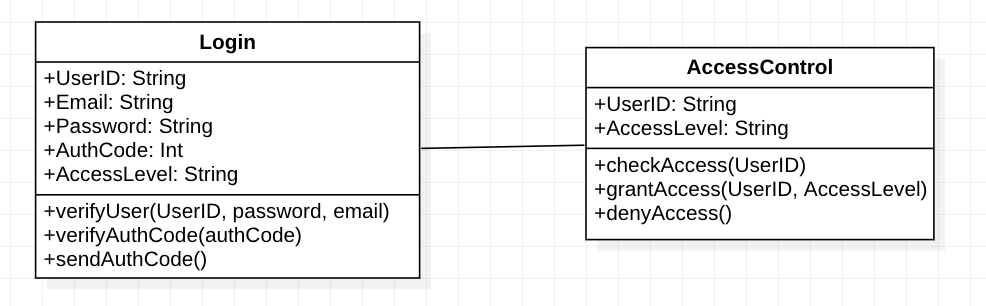 Login
+UserID: String
+Email: String
+Password: String
+AuthCode: Int
+AccessLevel: String
+verifyUser(UserID, password, email)
+verifyAuthCode(authCode)
+sendAuthCode()
AccessControl
+UserID: String
+AccessLevel: String
+checkAccess(UserID)
+grantAccess(UserID, AccessLevel)
+denyAccess()